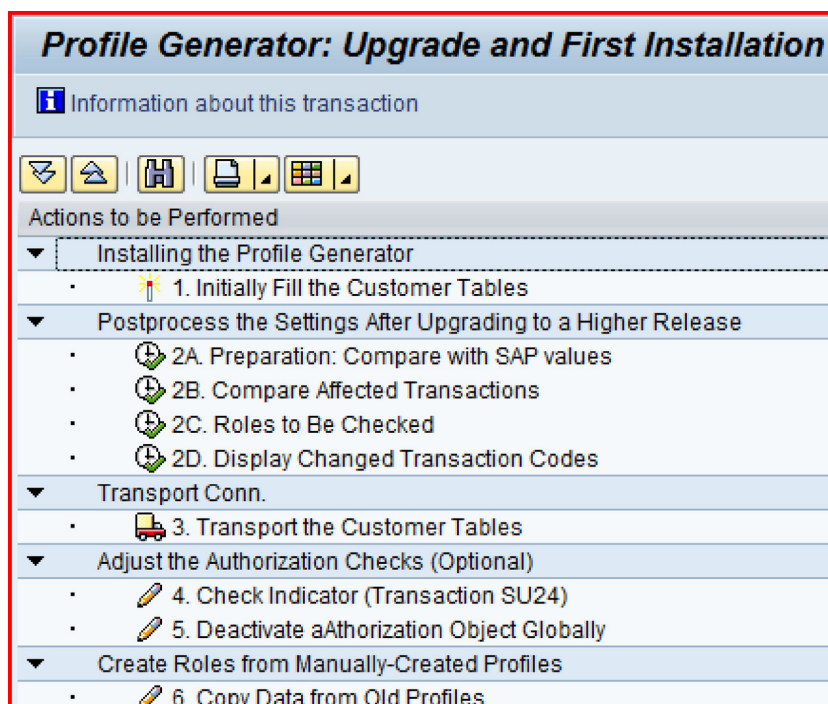 Profile Generator: Upgrade and First Installation
Information about this transaction
Actions to be Performed
Installing the Profile Generator
1. Initially Fill the Customer Tables
Postprocess the Settings After Upgrading to a Higher Release
2A. Preparation: Compare with SAP values
2B. Compare Affected Transactions
2C. Roles to Be Checked
2D. Display Changed Transaction Codes
Transport Conn.
3. Transport the Customer Tables
Adjust the Authorization Checks (Optional)
4. Check Indicator (Transaction SU24)
5. Deactivate aAthorization Object Globally
Create Roles from Manually-Created Profiles
6. Copy Data from Old Profiles